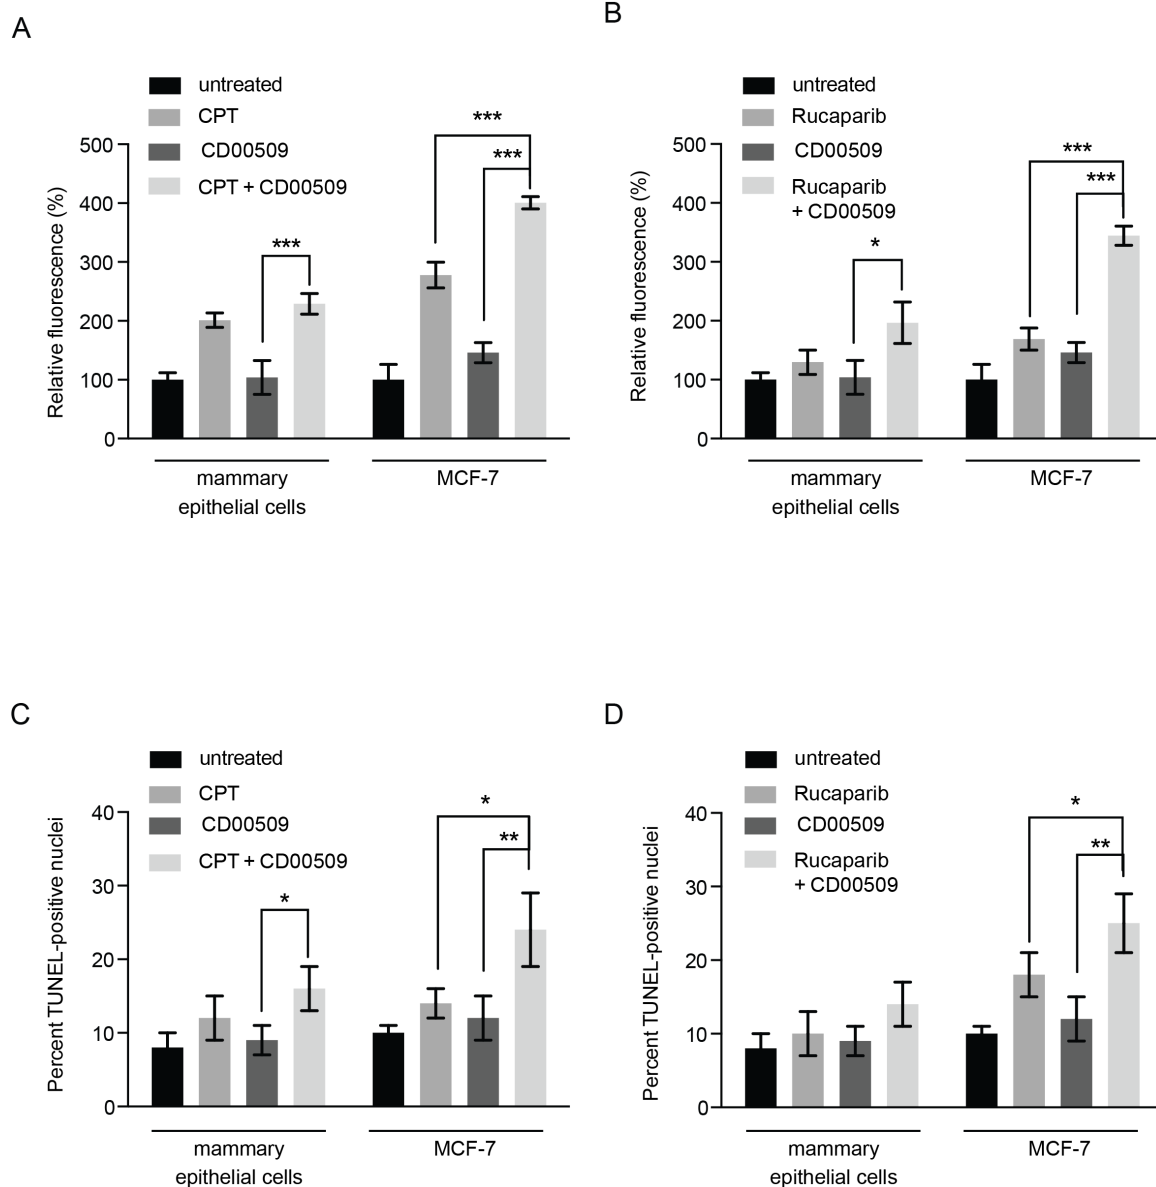 A
untreated
CPT
CD00509
CPT + CD00509
Relative fluorescence (%)
500
400
300
200
100
0
***
***
***
mammary
epithelial cells
MCF-7
B
untreated
Rucaparib
CD00509
Rucaparib
+ CD00509
Relative fluorescence (%)
500
400
300
200
100
0
*
***
***
mammary
epithelial cells
MCF-7
C
untreated
CPT
CD00509
CPT + CD00509
Percent TUNEL-positive nuclei
40
30
20
10
0
*
*
**
mammary
epithelial cells
MCF-7
D
untreated
Rucaparib
CD00509
Rucaparib
+ CD00509
Percent TUNEL-positive nuclei
40
30
20
10
0
*
**
mammary
epithelial cells
MCF-7